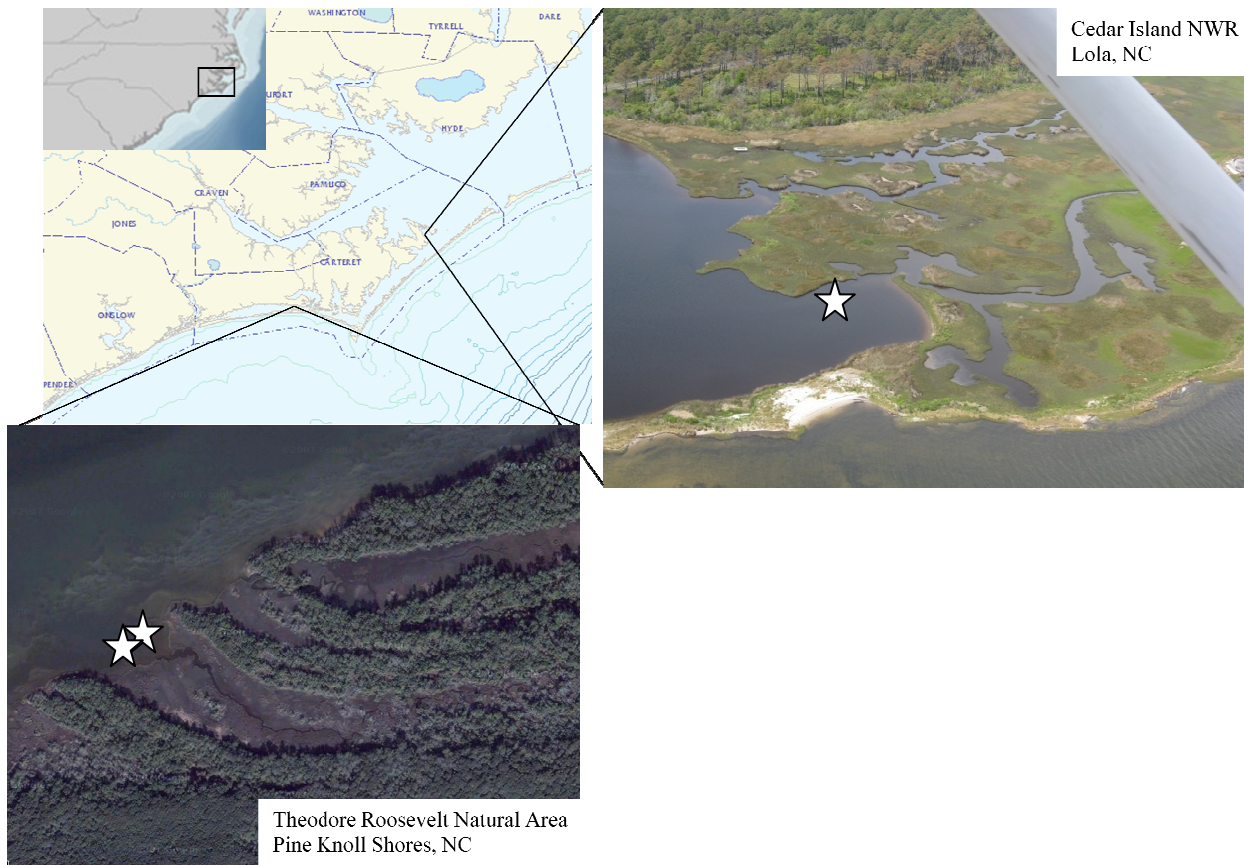 WASHINGTON
TYRRELL
DARE
UFORT
HYDE
CRAVEN
PAMLICO
JONES
CARTERET
ONSLOW
PENDER
Cedar Island NWR
Lola, NC
Theodore Roosevelt Natural Area
Pine Knoll Shores, NC